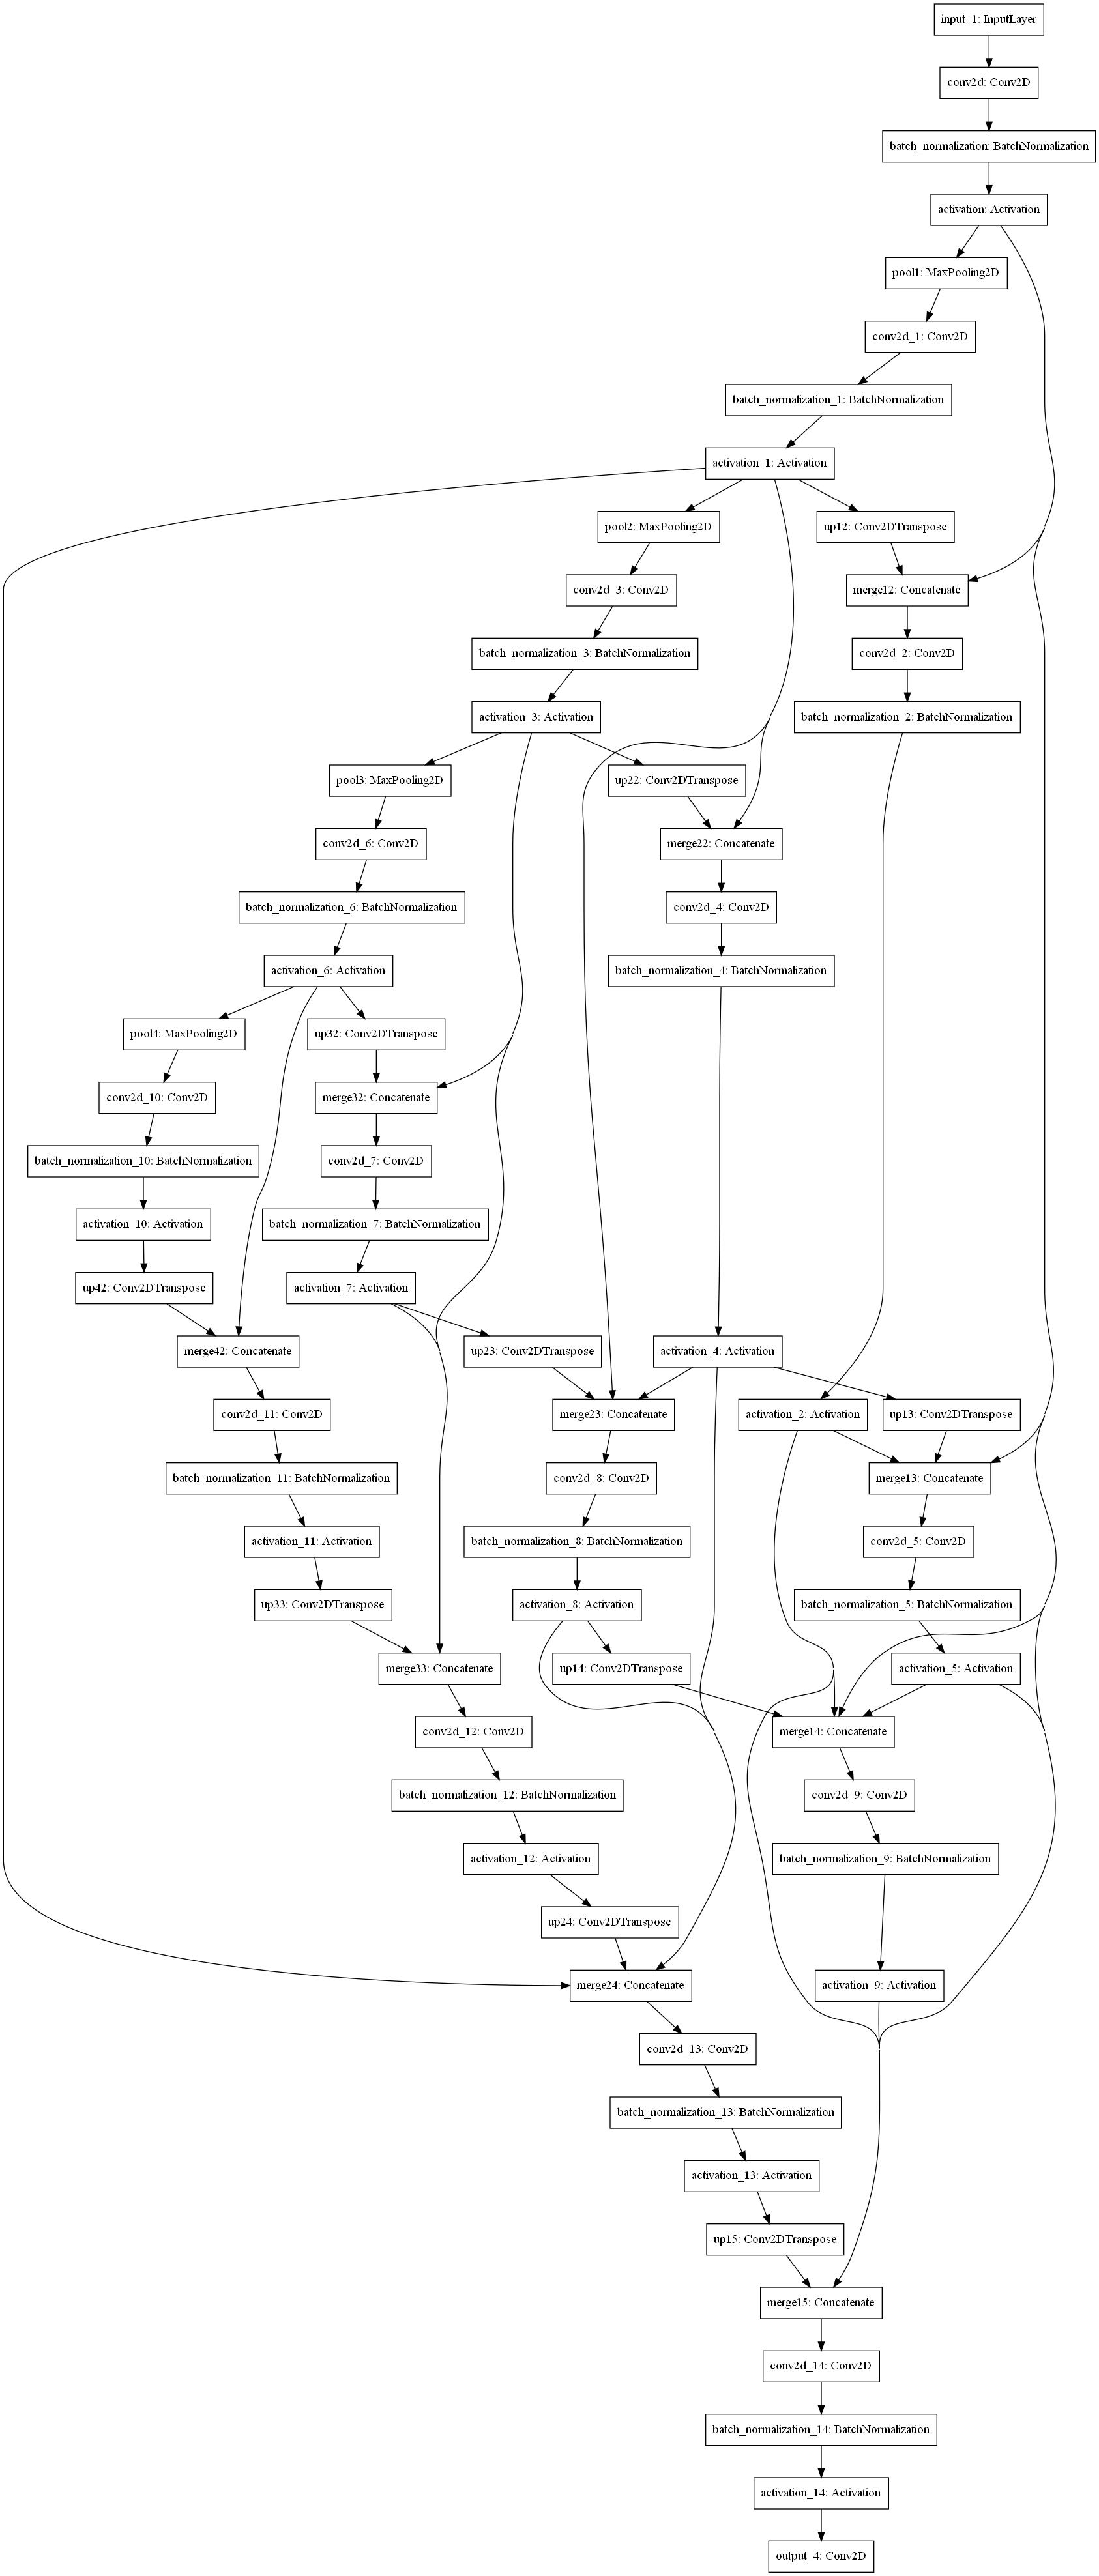 input_1: InputLayer
conv2d: Conv2D
batch_normalization: BatchNormalization
activation: Activation
pool1: MaxPooling2D
conv2d_1: Conv2D
batch_normalization_1: BatchNormalization
activation_1: Activation
pool2: MaxPooling2D
up12: Conv2DTranspose
conv2d_3: Conv2D
merge12: Concatenate
batch_normalization_3: BatchNormalization
conv2d_2: Conv2D
activation_3: Activation
batch_normalization_2: BatchNormalization
pool3: MaxPooling2D
up22: Conv2DTranspose
conv2d_6: Conv2D
merge22: Concatenate
batch_normalization_6: BatchNormalization
conv2d_4: Conv2D
activation_6: Activation
batch_normalization_4: BatchNormalization
pool4: MaxPooling2D
up32: Conv2DTranspose
conv2d_10: Conv2D
merge32: Concatenate
batch_normalization_10: BatchNormalization
conv2d_7: Conv2D
activation_10: Activation
batch_normalization_7: BatchNormalization
up42: Conv2DTranspose
activation_7: Activation
merge42: Concatenate
up23: Conv2DTranspose
activation_4: Activation
conv2d_11: Conv2D
merge23: Concatenate
activation_2: Activation
up13: Conv2DTranspose
batch_normalization_11: BatchNormalization
conv2d_8: Conv2D
merge13: Concatenate
activation_11: Activation
batch_normalization_8: BatchNormalization
conv2d_5: Conv2D
up33: Conv2DTranspose
activation_8: Activation
batch_normalization_5: BatchNormalization
merge33: Concatenate
up14: Conv2DTranspose
activation_5: Activation
conv2d_12: Conv2D
merge14: Concatenate
batch_normalization_12: BatchNormalization
conv2d_9: Conv2D
activation_12: Activation
batch_normalization_9: BatchNormalization
up24: Conv2DTranspose
merge24: Concatenate
activation_9: Activation
conv2d_13: Conv2D
batch_normalization_13: BatchNormalization
activation_13: Activation
up15: Conv2DTranspose
merge15: Concatenate
conv2d_14: Conv2D
batch_normalization_14: BatchNormalization
activation_14: Activation
output_4: Conv2D